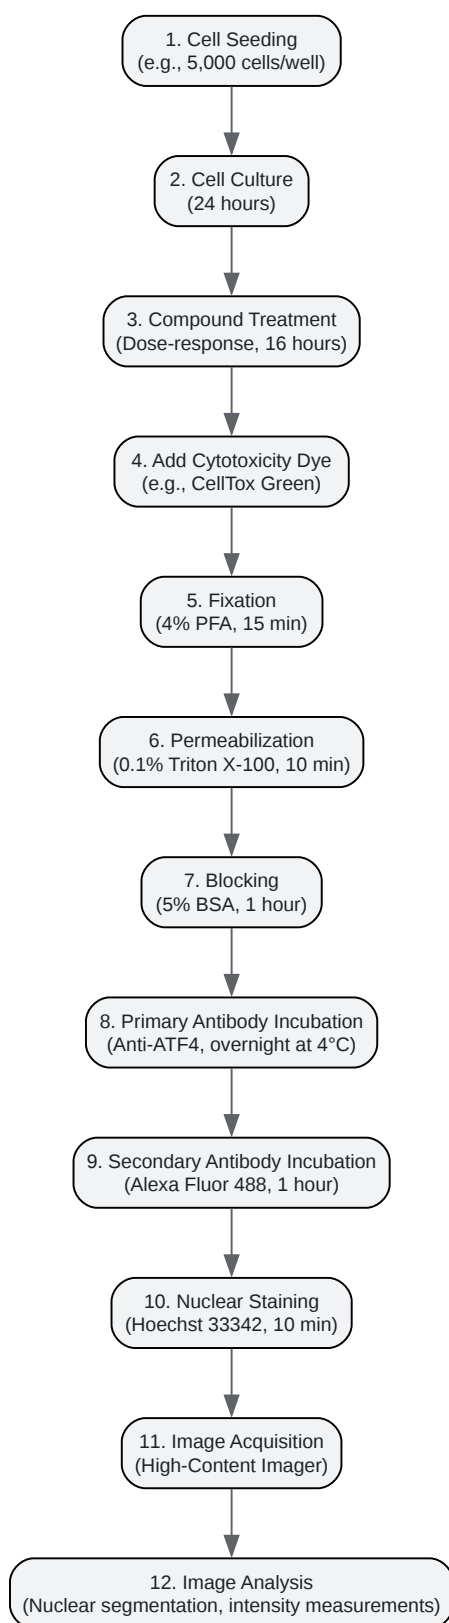 1. Cell Seeding
(e.g., 5,000 cells/well)
2. Cell Culture
(24 hours)
3. Compound Treatment
(Dose-response, 16 hours)
4. Add Cytotoxicity Dye
(e.g., CellTox Green)
5. Fixation
(4% PFA, 15 min)
6. Permeabilization
(0.1% Triton X-100, 10 min)
7. Blocking
(5% BSA, 1 hour)
8. Primary Antibody Incubation
(Anti-ATF4, overnight at 4°C)
9. Secondary Antibody Incubation
(Alexa Fluor 488, 1 hour)
10. Nuclear Staining
(Hoechst 33342, 10 min)
11. Image Acquisition
(High-Content Imager)
12. Image Analysis
(Nuclear segmentation, intensity measurements)